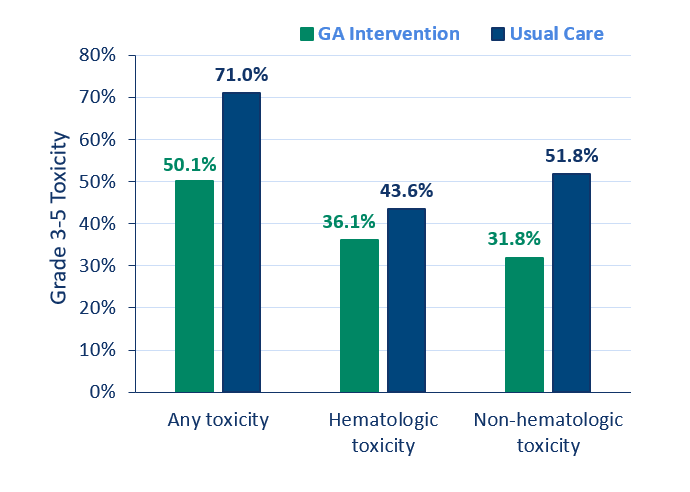 GA Intervention Usual Care
80%
70%
60%
50%
40%
30%
20%
10%
0%
Grade 3-5 Toxicity
71.0%
50.1%
43.6%
36.1%
51.8%
31.8%
Any toxicity
Hematologic
toxicity
Non-hematologic
toxicity